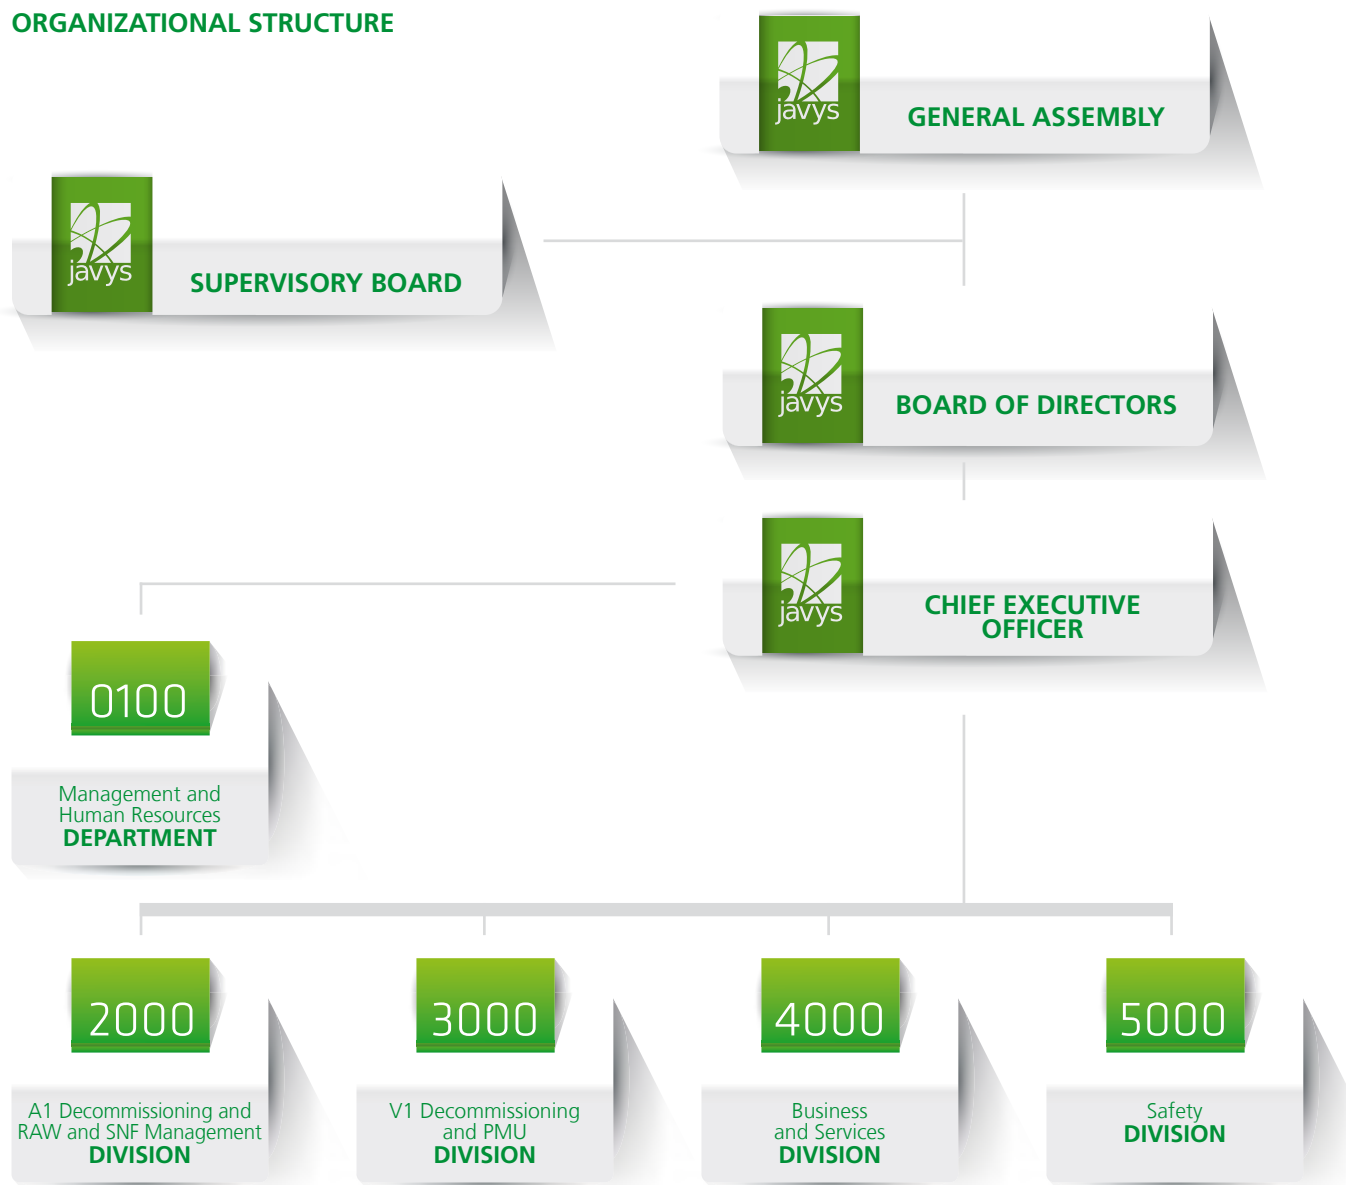 ORGANIZATIONAL STRUCTURE
javys
GENERAL ASSEMBLY
javys
SUPERVISORY BOARD
javys
BOARD OF DIRECTORS
javys
CHIEF EXECUTIVE
OFFICER
0100
Management and
Human Resources
DEPARTMENT
2000
A1 Decommissioning and
RAW and SNF Management
DIVISION
3000
V1 Decommissioning
and PMU
DIVISION
4000
Business
and Services
DIVISION
5000
Safety
DIVISION